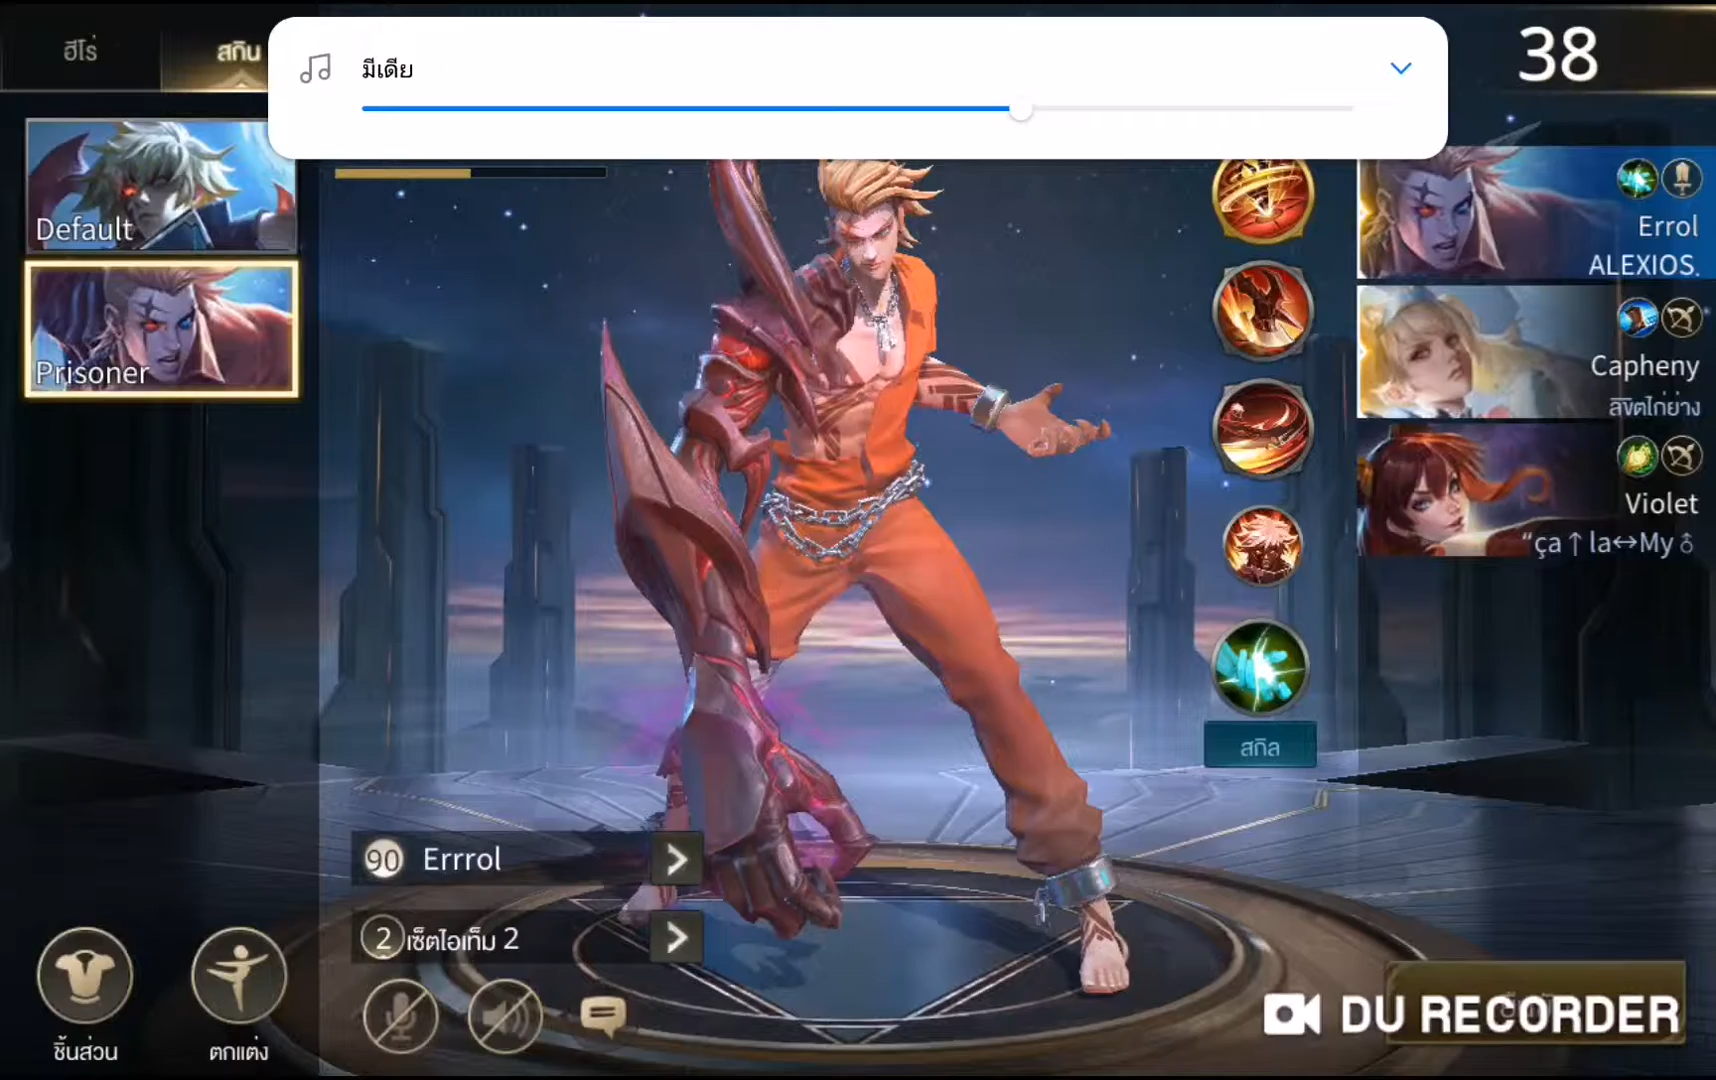 ฮีโร่
สกิน
มีเดีย
38
Default
Prisoner
Errol
ALEXIOS.
Capheny
ลิขิตไก่ย่าง
Violet
“ça↑la↔My♁
สกิล
90 Errrol
2 เซ็ตไอเท็ม 2
ชิ้นส่วน
ตกแต่ง
DU RECORDER